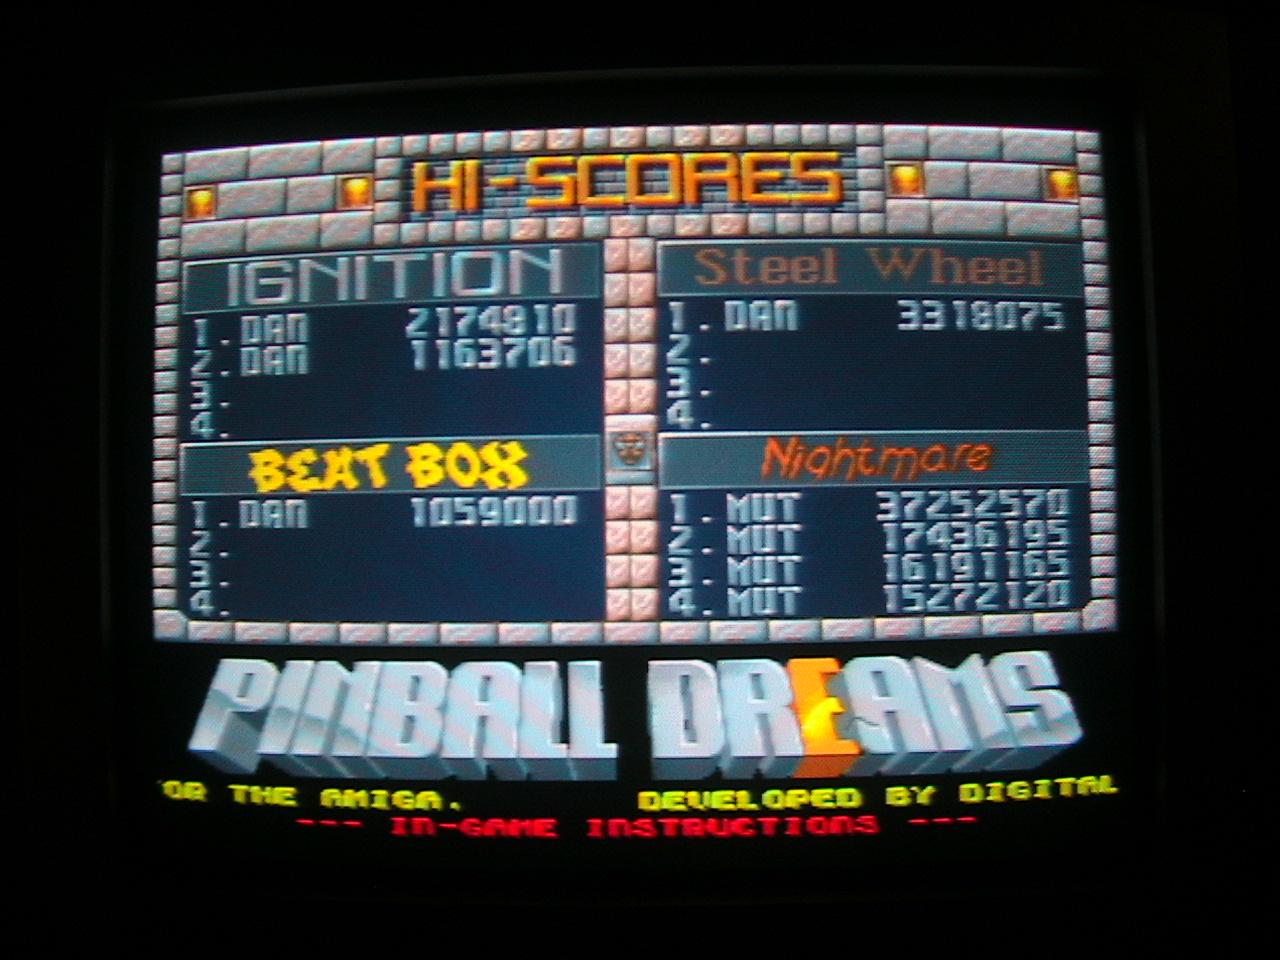 HI-SCORES
IGNITION
1. DAN 2174810
2. DAN 1163706
3.
4.
Steel Wheel
1. DAN 3318075
2.
3.
4.
BEAT BOX
1. DAN 1059000
2.
3.
4.
Nightmare
1. MUT 37252570
2. MUT 17436195
3. MUT 16191165
4. MUT 15272120
PINBALL DREAMS
OR THE AMIGA. DEVELOPED BY DIGITAL
--- IN-GAME INSTRUCTIONS ---